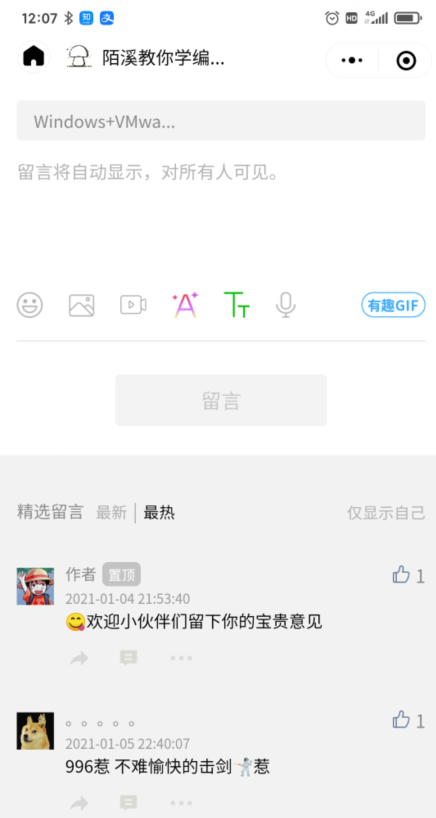 12:07
HD 4G
陌溪教你学编...
Windows+VMwa...
留言将自动显示，对所有人可见。
有趣GIF
留言
精选留言 最新 | 最热 仅显示自己
作者 置顶 1
2021-01-04 21:53:40
😋欢迎小伙伴们留下你的宝贵意见
。。。。。 1
2021-01-05 22:40:07
996惹 不难愉快的击剑🤺惹